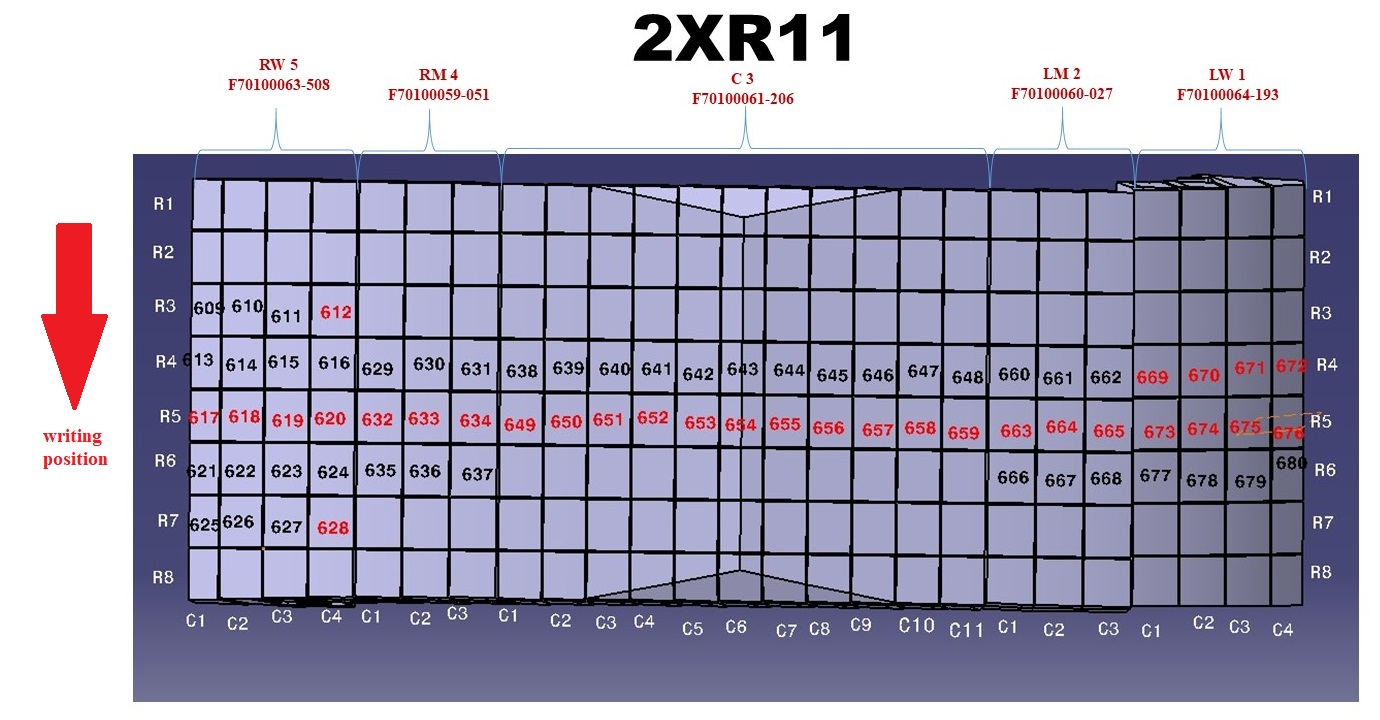 2XR11
RW 5
F70100063-508
RM 4
F70100059-051
C 3
F70100061-206
LM 2
F70100060-027
LW 1
F70100064-193
R1 R1
R2 R2
R3 609 610 611 612 R3
R4 613 614 615 616 629 630 631 638 639 640 641 642 643 644 645 646 647 648 660 661 662 669 670 671 672 R4
R5 617 618 619 620 632 633 634 649 650 651 652 653 654 655 656 657 658 659 663 664 665 673 674 675 676 R5
R6 621 622 623 624 635 636 637 666 667 668 677 678 679 680 R6
R7 625 626 627 628 R7
R8 R8
C1 C2 C3 C4 C1 C2 C3 C1 C2 C3 C4 C5 C6 C7 C8 C9 C10 C11 C1 C2 C3 C1 C2 C3 C4
writing
position